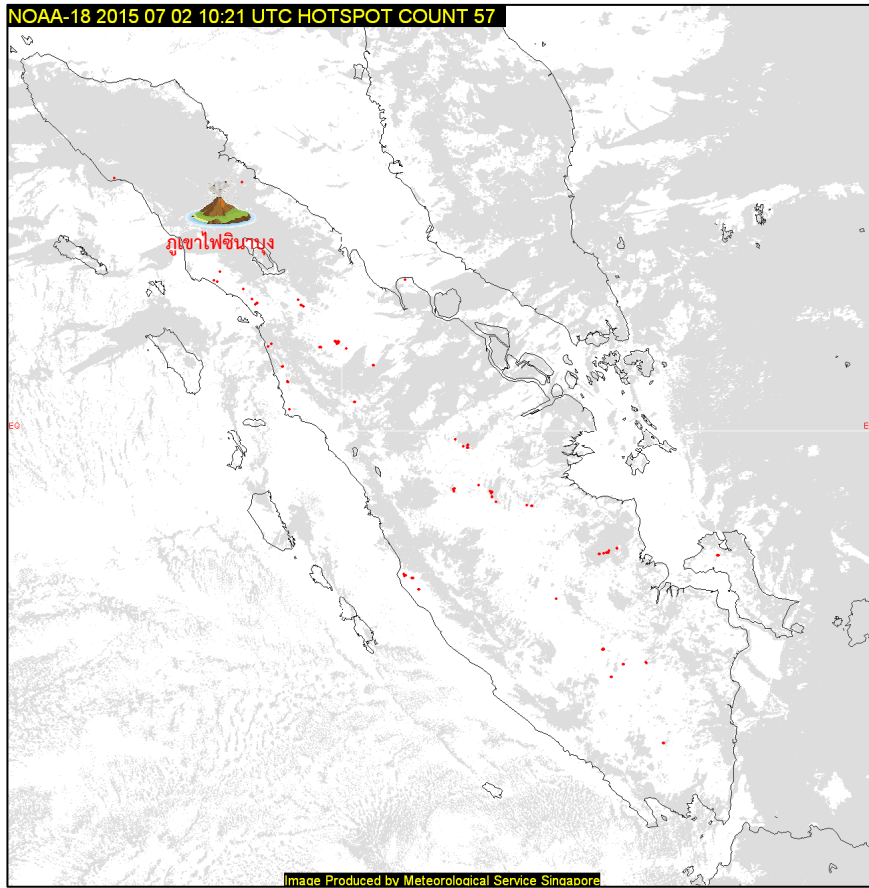 NOAA-18 2015 07 02 10:21 UTC HOTSPOT COUNT 57
ภูเขาไฟซินาบุง
EQ
E
Image Produced by Meteorological Service Singapore